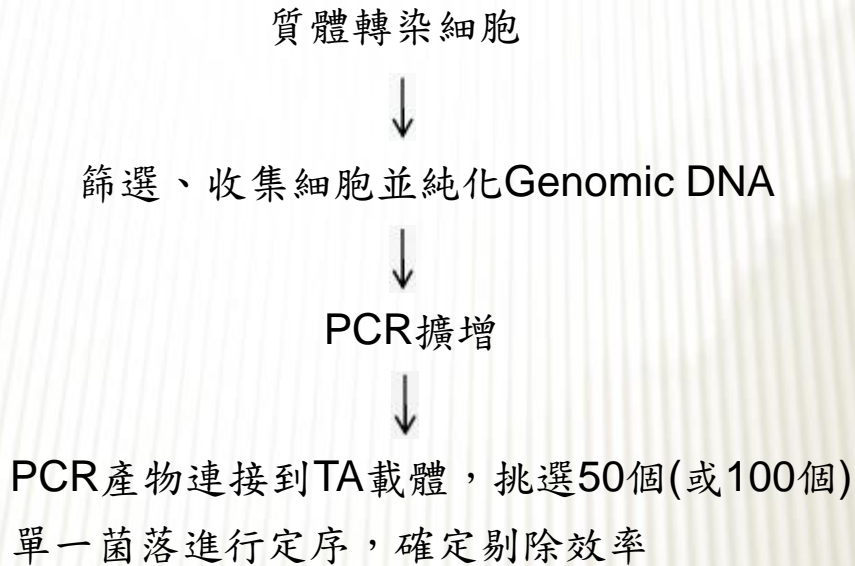 質體轉染細胞
篩選、收集細胞並純化Genomic DNA
PCR擴增
PCR產物連接到TA載體，挑選50個(或100個)
單一菌落進行定序，確定剔除效率